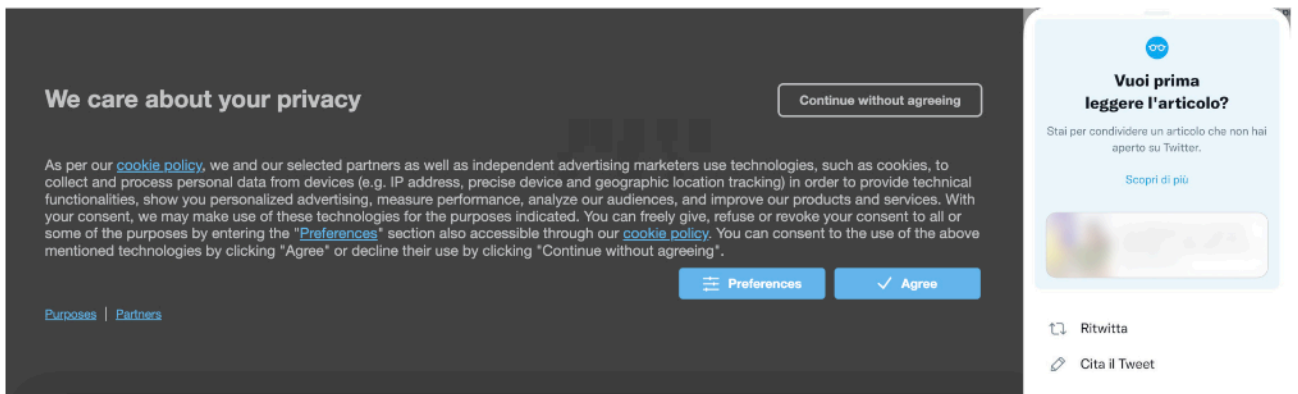 We care about your privacy
Continue without agreeing
As per our cookie policy, we and our selected partners as well as independent advertising marketers use technologies, such as cookies, to
collect and process personal data from devices (e.g. IP address, precise device and geographic location tracking) in order to provide technical
functionalities, show you personalized advertising, measure performance, analyze our audiences, and improve our products and services. With
your consent, we may make use of these technologies for the purposes indicated. You can freely give, refuse or revoke your consent to all or
some of the purposes by entering the "Preferences" section also accessible through our cookie policy. You can consent to the use of the above
mentioned technologies by clicking "Agree" or decline their use by clicking "Continue without agreeing".
Preferences
Agree
Purposes | Partners
Vuoi prima
leggere l'articolo?
Stai per condividere un articolo che non hai
aperto su Twitter.
Scopri di più
Ritwitta
Cita il Tweet